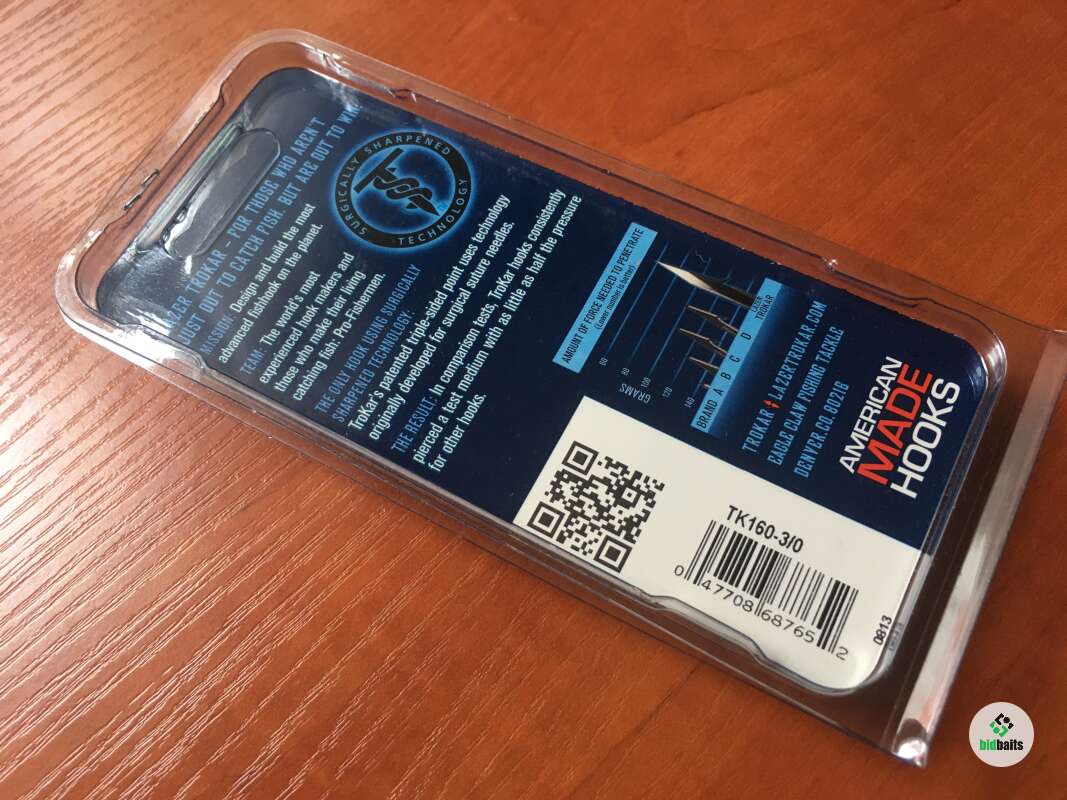 LAZER TROKAR - FOR THOSE WHO AREN'T
JUST OUT TO CATCH FISH, BUT ARE OUT TO WIN.
MISSION: Design and build the most
advanced fishhook on the planet.
TEAM: The world's most
experienced hook makers and
those who make their living
catching fish: Pro-Fishermen.
THE ONLY HOOK USING SURGICALLY
SHARPENED TECHNOLOGY:
TroKar's patented triple-sided point uses technology
originally developed for surgical suture needles.
THE RESULT: In comparison tests, TroKar hooks consistently
pierced a test medium with as little as half the pressure
for other hooks.
SURGICALLY SHARPENED
TECHNOLOGY
AMOUNT OF FORCE NEEDED TO PENETRATE
(Lower number is better)
60
80
100
120
140
GRAMS
BRAND A B C D LAZER
TROKAR
TROKAR LAZERTROKAR.COM
EAGLE CLAW FISHING TACKLE
DENVER, CO. 80216
AMERICAN
MADE
HOOKS
TK160-3/0
0 47708 68765 2
0813
bidbaits